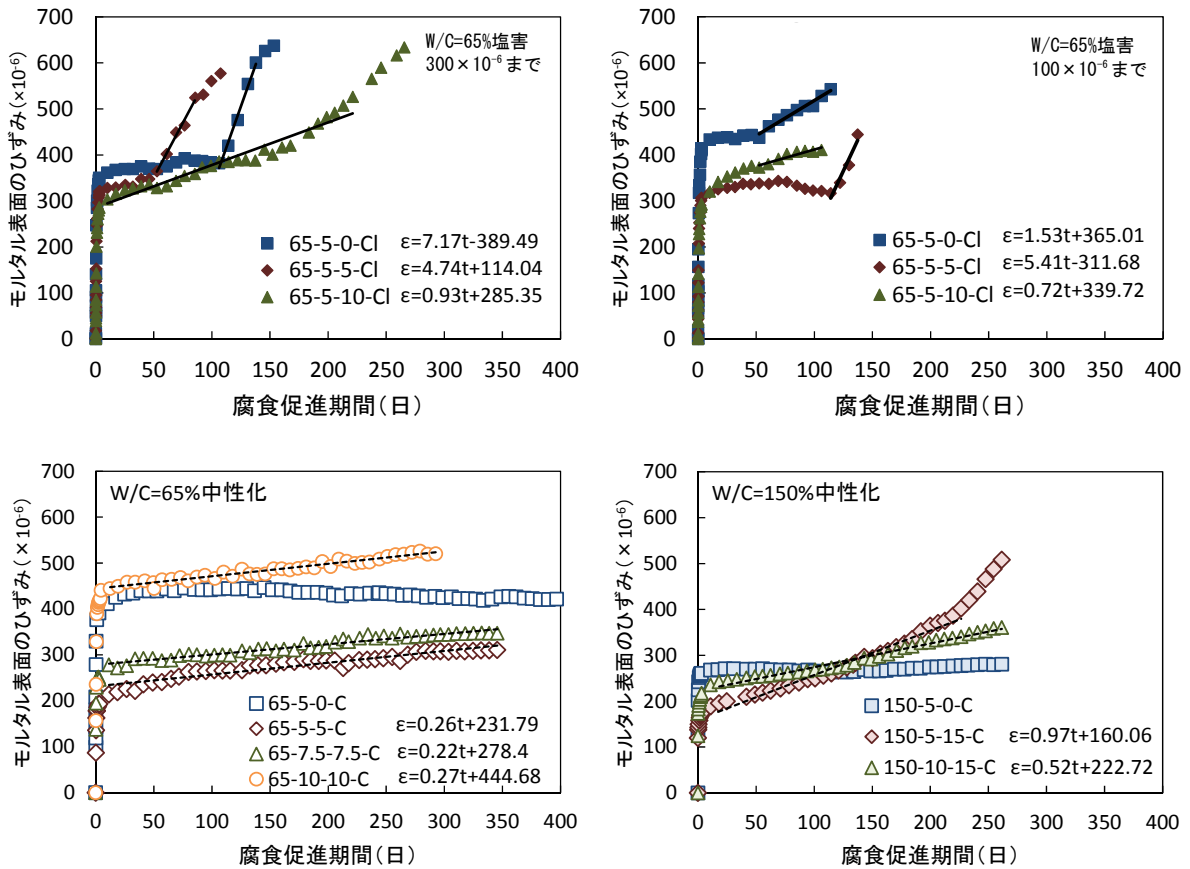 モルタル表面のひずみ(×10⁻⁶)
700
600
500
400
300
200
100
0
W/C=65%塩害
300×10⁻⁶まで
65-5-0-Cl ε=7.17t-389.49
65-5-5-Cl ε=4.74t+114.04
65-5-10-Cl ε=0.93t+285.35
0 50 100 150 200 250 300 350 400
腐食促進期間(日)
モルタル表面のひずみ(×10⁻⁶)
700
600
500
400
300
200
100
0
W/C=65%塩害
100×10⁻⁶まで
65-5-0-Cl ε=1.53t+365.01
65-5-5-Cl ε=5.41t-311.68
65-5-10-Cl ε=0.72t+339.72
0 50 100 150 200 250 300 350 400
腐食促進期間(日)
モルタル表面のひずみ(×10⁻⁶)
700
600
500
400
300
200
100
0
W/C=65%中性化
65-5-0-C
65-5-5-C ε=0.26t+231.79
65-7.5-7.5-C ε=0.22t+278.4
65-10-10-C ε=0.27t+444.68
0 50 100 150 200 250 300 350 400
腐食促進期間(日)
モルタル表面のひずみ(×10⁻⁶)
700
600
500
400
300
200
100
0
W/C=150%中性化
150-5-0-C
150-5-15-C ε=0.97t+160.06
150-10-15-C ε=0.52t+222.72
0 50 100 150 200 250 300 350 400
腐食促進期間(日)